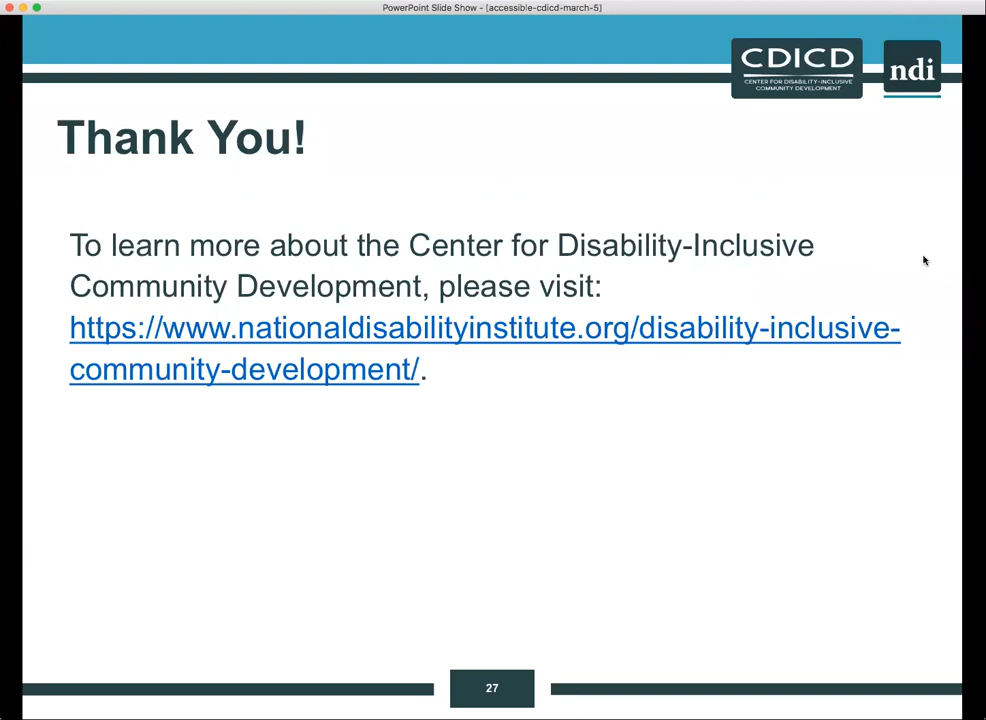 PowerPoint Slide Show - [accessible-cdicd-march-5]
CDICD
CENTER FOR DISABILITY-INCLUSIVE
COMMUNITY DEVELOPMENT
ndi
Thank You!
To learn more about the Center for Disability-Inclusive
Community Development, please visit:
https://www.nationaldisabilityinstitute.org/disability-inclusive-
community-development/.
27